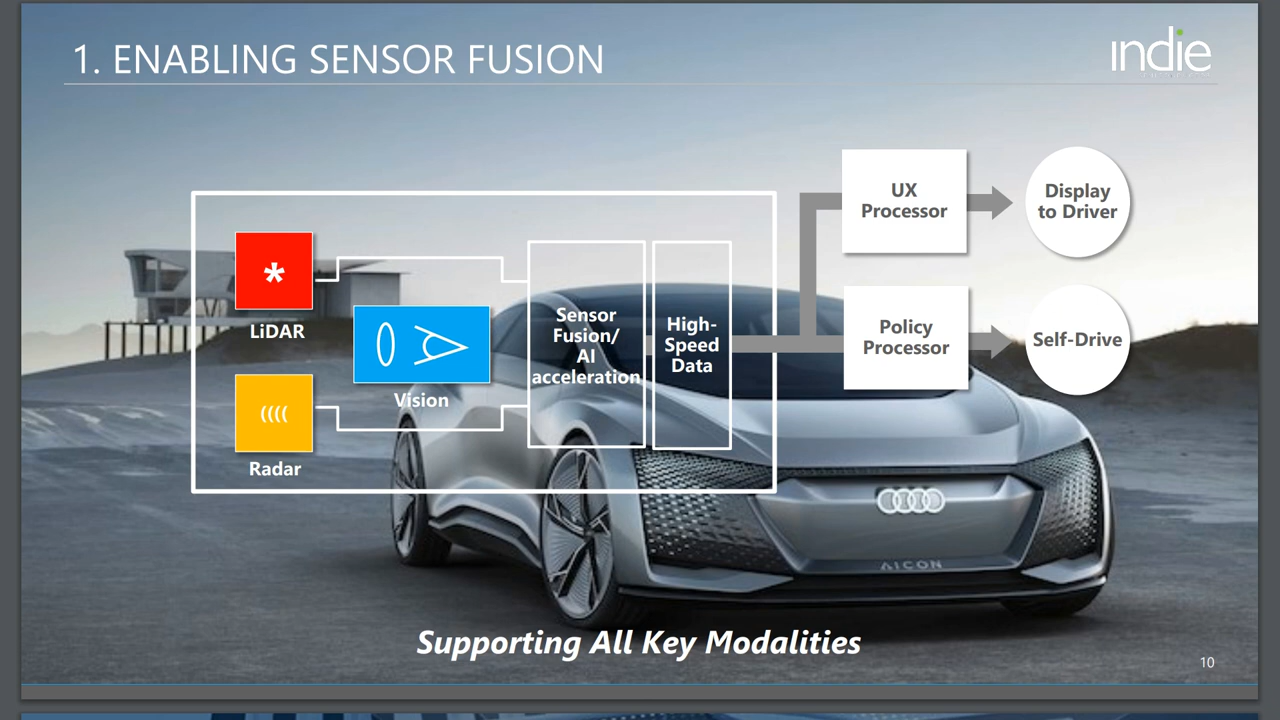 1. ENABLING SENSOR FUSION
indie
UX
Processor
Display
to Driver
*
LiDAR
Sensor
Fusion/
AI
acceleration
High-
Speed
Data
Policy
Processor
Self-Drive
Vision
Radar
AICON
Supporting All Key Modalities
10